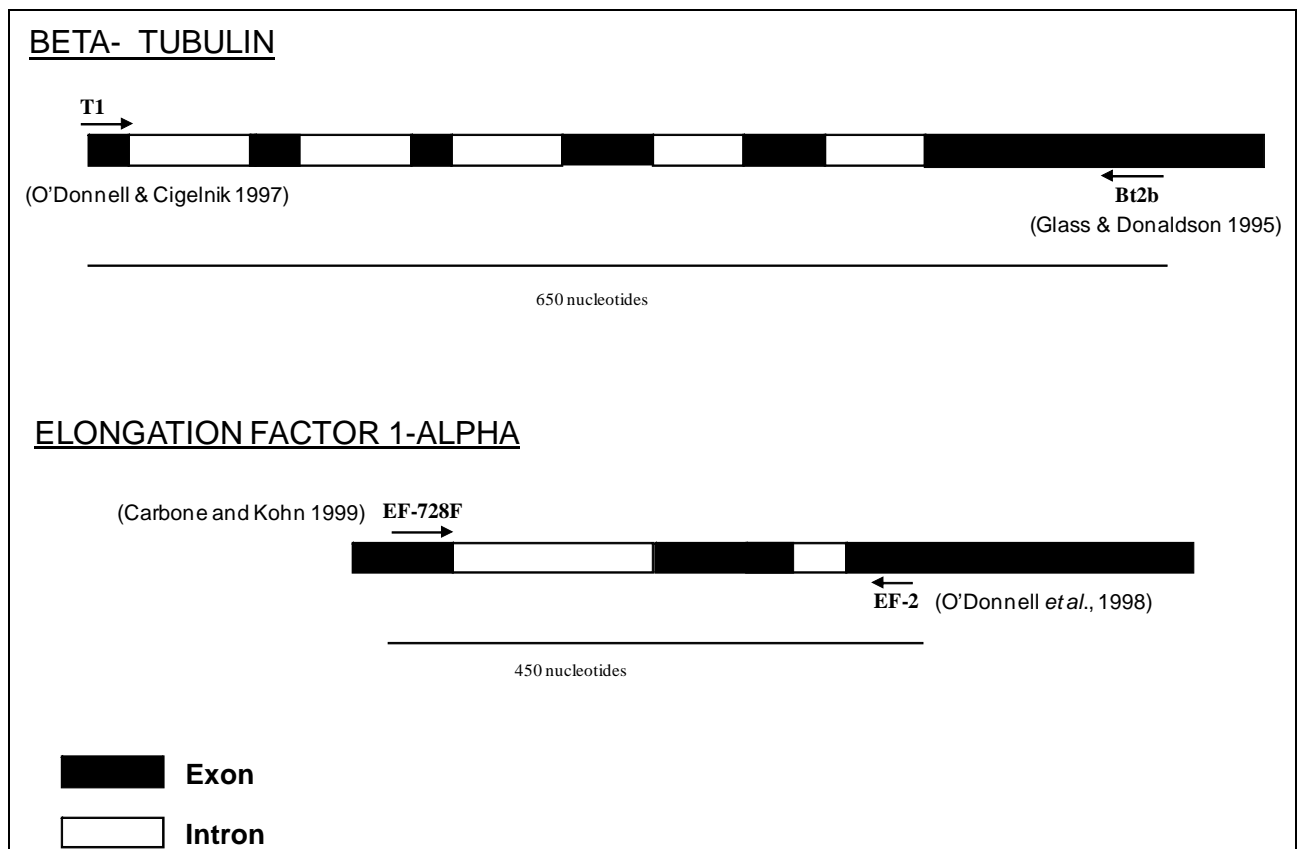 BETA- TUBULIN
T1
(O'Donnell & Cigelnik 1997)
Bt2b
(Glass & Donaldson 1995)
650 nucleotides
ELONGATION FACTOR 1-ALPHA
(Carbone and Kohn 1999) EF-728F
EF-2 (O'Donnell et al., 1998)
450 nucleotides
Exon
Intron